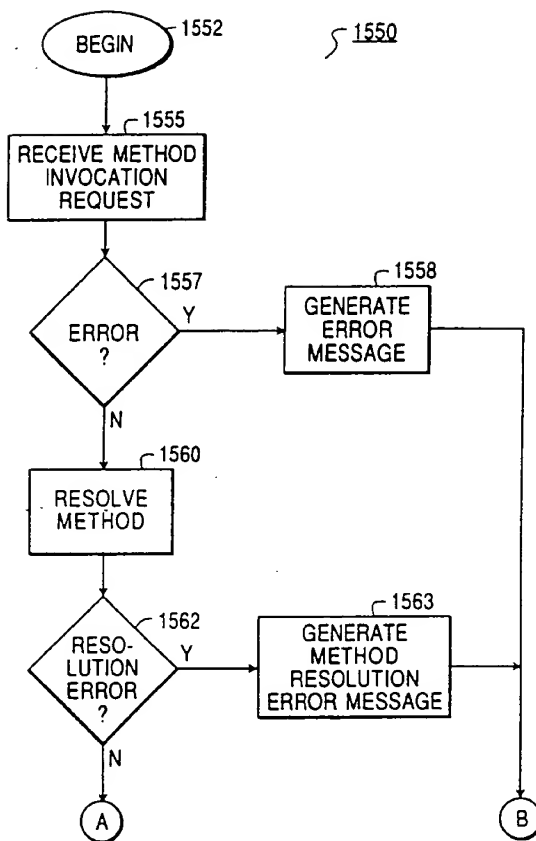 BEGIN
1552
1550
1555
RECEIVE METHOD
INVOCATION
REQUEST
1557
ERROR
?
Y
N
1558
GENERATE
ERROR
MESSAGE
1560
RESOLVE
METHOD
1562
RESO-
LUTION
ERROR
?
Y
N
1563
GENERATE
METHOD
RESOLUTION
ERROR MESSAGE
A
B